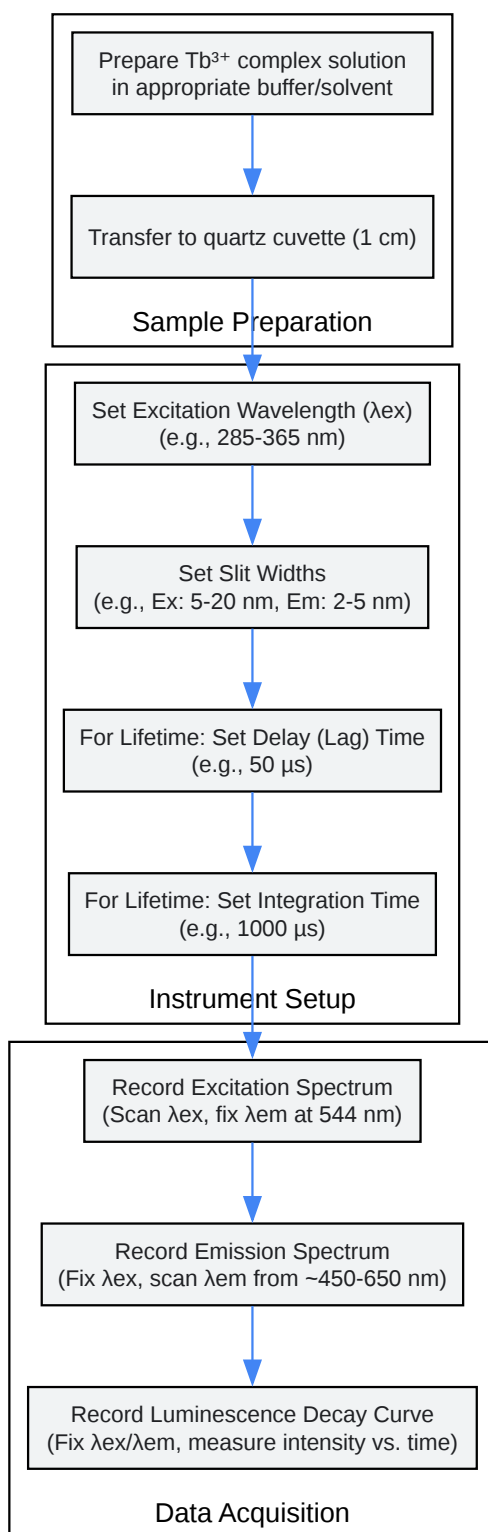 Prepare Tb³⁺ complex solution
in appropriate buffer/solvent
Transfer to quartz cuvette (1 cm)
Sample Preparation
Set Excitation Wavelength (λex)
(e.g., 285-365 nm)
Set Slit Widths
(e.g., Ex: 5-20 nm, Em: 2-5 nm)
For Lifetime: Set Delay (Lag) Time
(e.g., 50 µs)
For Lifetime: Set Integration Time
(e.g., 1000 µs)
Instrument Setup
Record Excitation Spectrum
(Scan λex, fix λem at 544 nm)
Record Emission Spectrum
(Fix λex, scan λem from ~450-650 nm)
Record Luminescence Decay Curve
(Fix λex/λem, measure intensity vs. time)
Data Acquisition